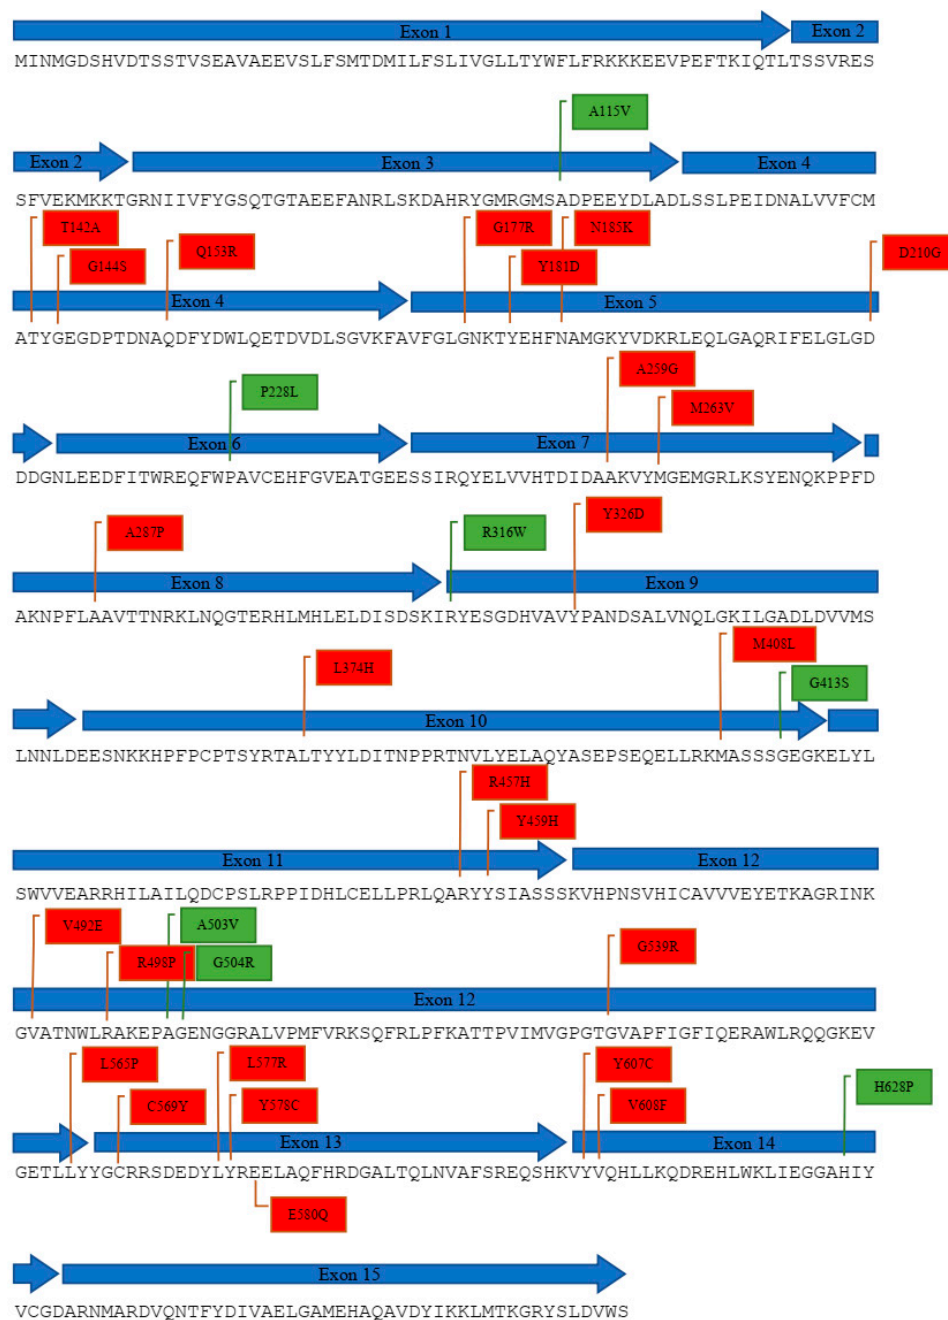 Exon 1 Exon 2
MINMGDSHVDTSSTVSEAVAEEVSLFSMTDMILFSLIVGLLTYWFLFRKKKEEVPEFTKIQTLTSSVRES
A115V
Exon 2 Exon 3 Exon 4
SFVEKMKKTGRNIIVFYGSQTGTAEEFANRLSKDAHRYGMRGMSADPEEYDLADLSSLPEIDNALVVFCM
T142A G177R N185K
G144S Q153R Y181D D210G
Exon 4 Exon 5
ATYGEGDPTDNAQDFYDWLQETDVDLSGVKFAVFGLGNKTYEHFNAMGKYVDKRLEQLGAQRIFELGLGD
A259G
P228L M263V
Exon 6 Exon 7
DDGNLEEDFITWREQFWPAVCEHFGVEATGEESSIRQYELVVHTDIDAAKVYMGEMGRLKSYENQKPPFD
Y326D
A287P R316W
Exon 8 Exon 9
AKNPFLAAVTTNRKLNQGTERHLMHLELDISDSKIRYESGDHVAVYPANDSALVNQLGKILGADLDVVMS
M408L
L374H G413S
Exon 10
LNNLDEESNKKHPFPCPTSYRTALTYYLDITNPPRTNVLYELAQYASEPSEQELLRKMASSSGEGKELYL
R457H
Y459H
Exon 11 Exon 12
SWVVEARRHILAILQDCPSLRPPIDHLCELLPRLQARYYSIASSSKVHPNSVHICAVVVEYETKAGRINK
V492E A503V
R498P G504R G539R
Exon 12
GVATNWLRAKEPAGENGGRALVPMFVRKSQFRLPFKATTPVIMVGPGTGVAPFIGFIQERAWLRQQGKEV
L565P L577R Y607C
C569Y Y578C V608F H628P
Exon 13 Exon 14
GETLLYYGCRRSDEDYLYREELAQFHRDGALTQLNVAFSREQSHKVYVQHLLKQDREHLWKLIEGGAHIY
E580Q
Exon 15
VCGDARNMARDVQNTFYDIVAELGAMEHAQAVDYIKKLMTKGRYSLDVWS